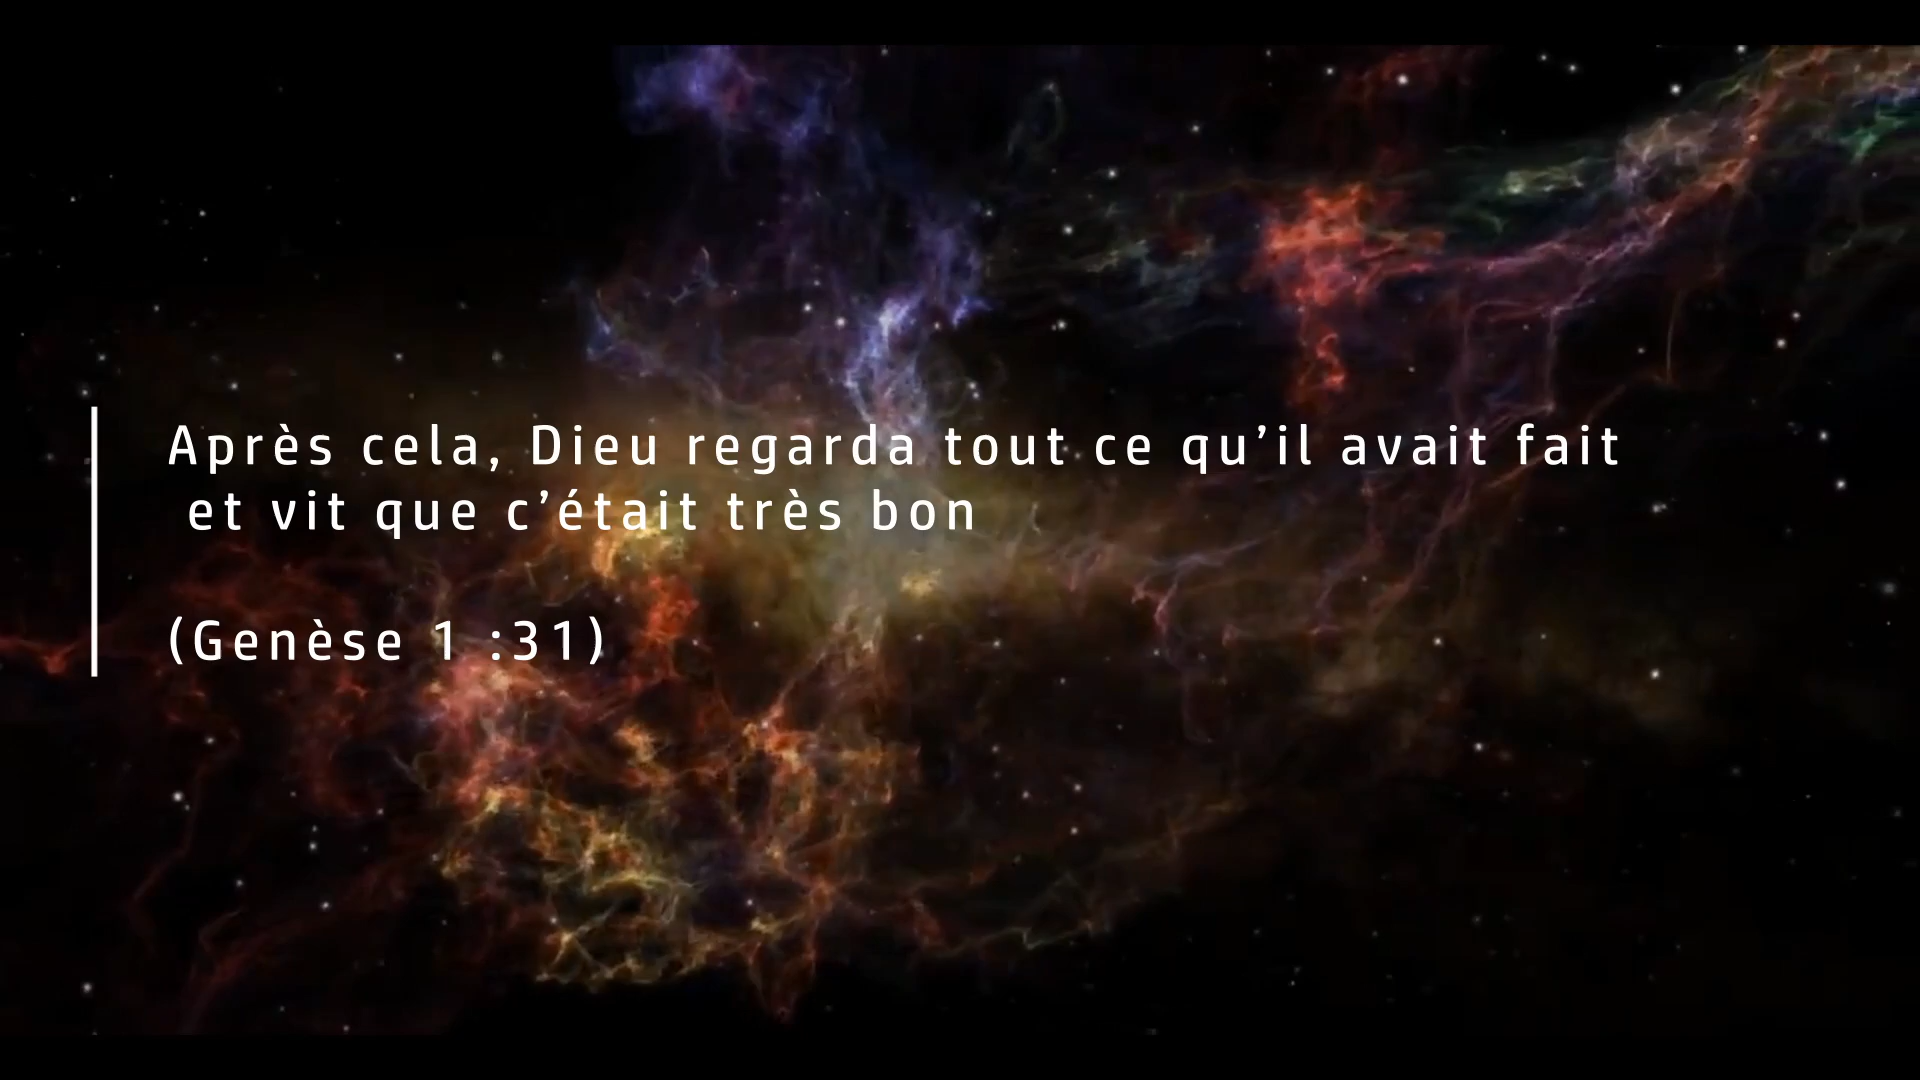 Après cela, Dieu regarda tout ce qu’il avait fait
et vit que c’était très bon
(Genèse 1 :31)